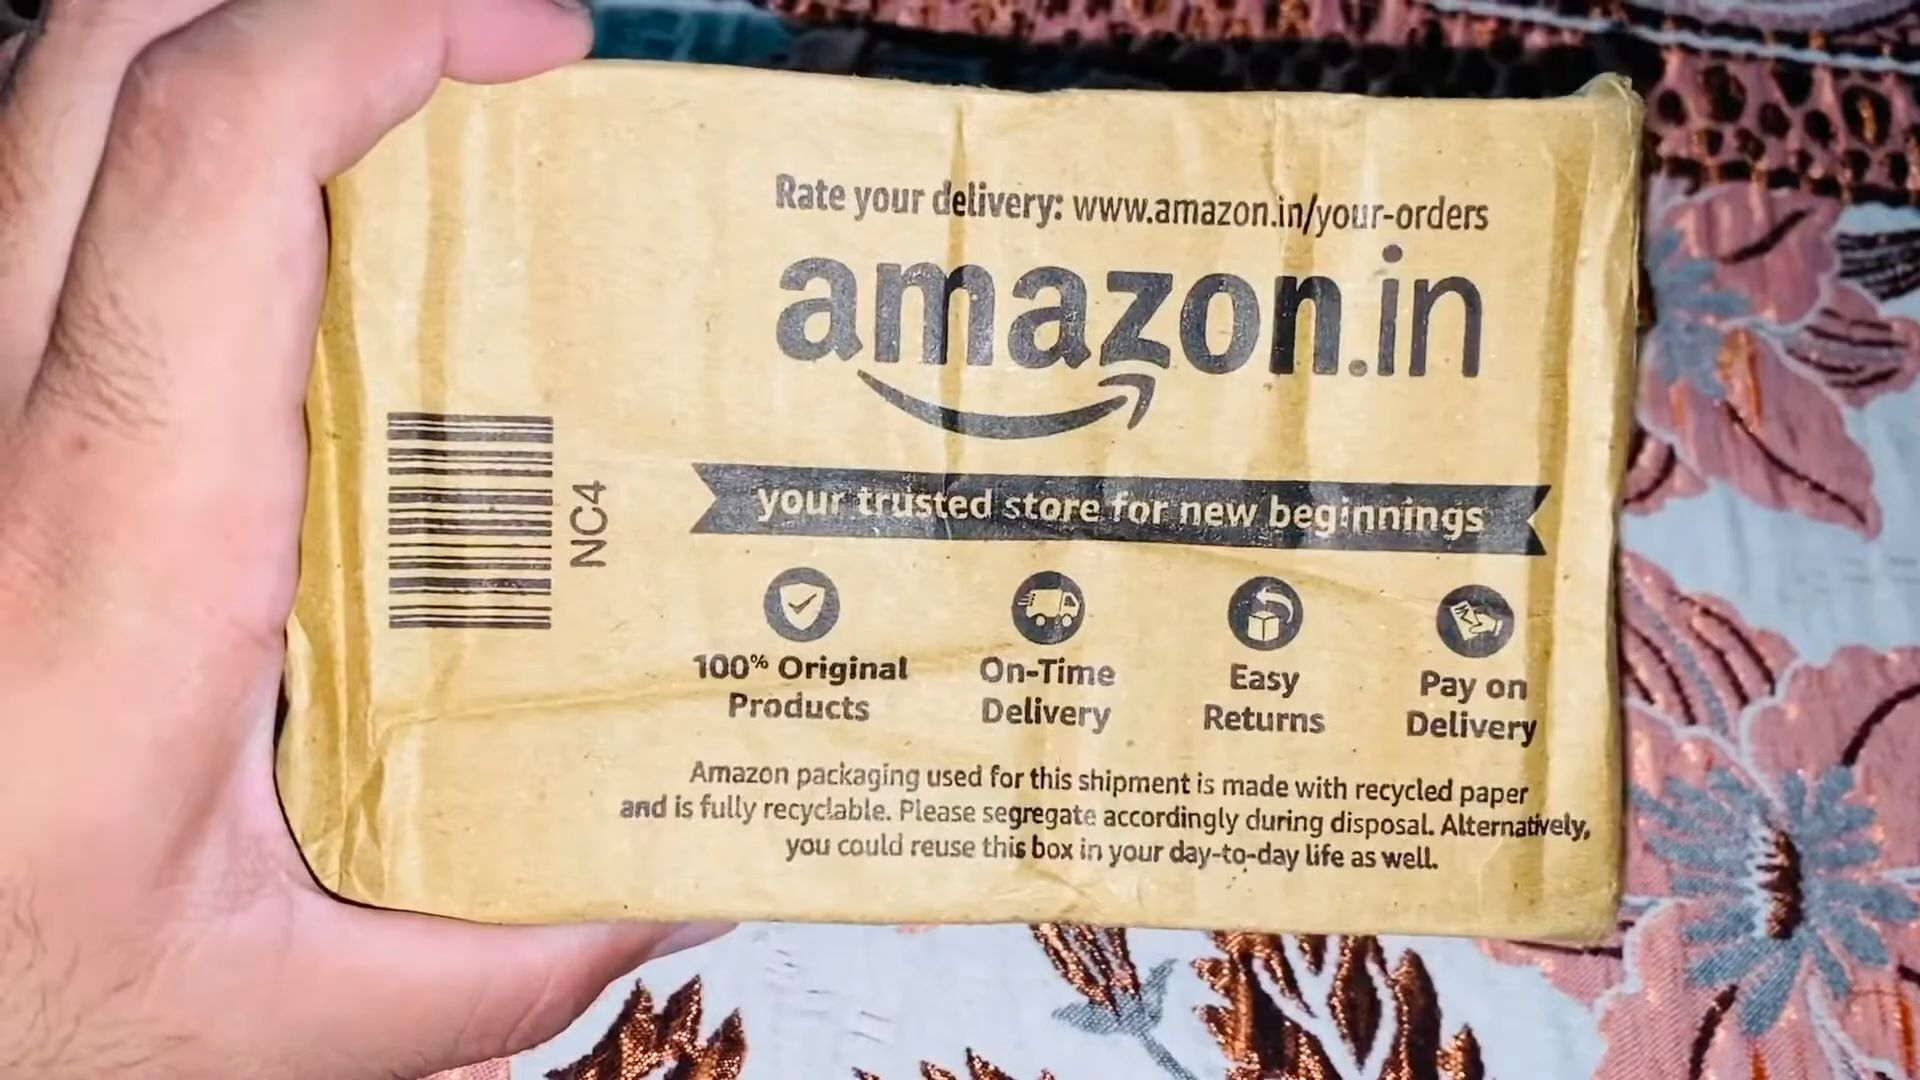 Rate your delivery: www.amazon.in/your-orders
amazon.in
your trusted store for new beginnings
NC4
100% Original
Products
On-Time
Delivery
Easy
Returns
Pay on
Delivery
Amazon packaging used for this shipment is made with recycled paper
and is fully recyclable. Please segregate accordingly during disposal. Alternatively,
you could reuse this box in your day-to-day life as well.